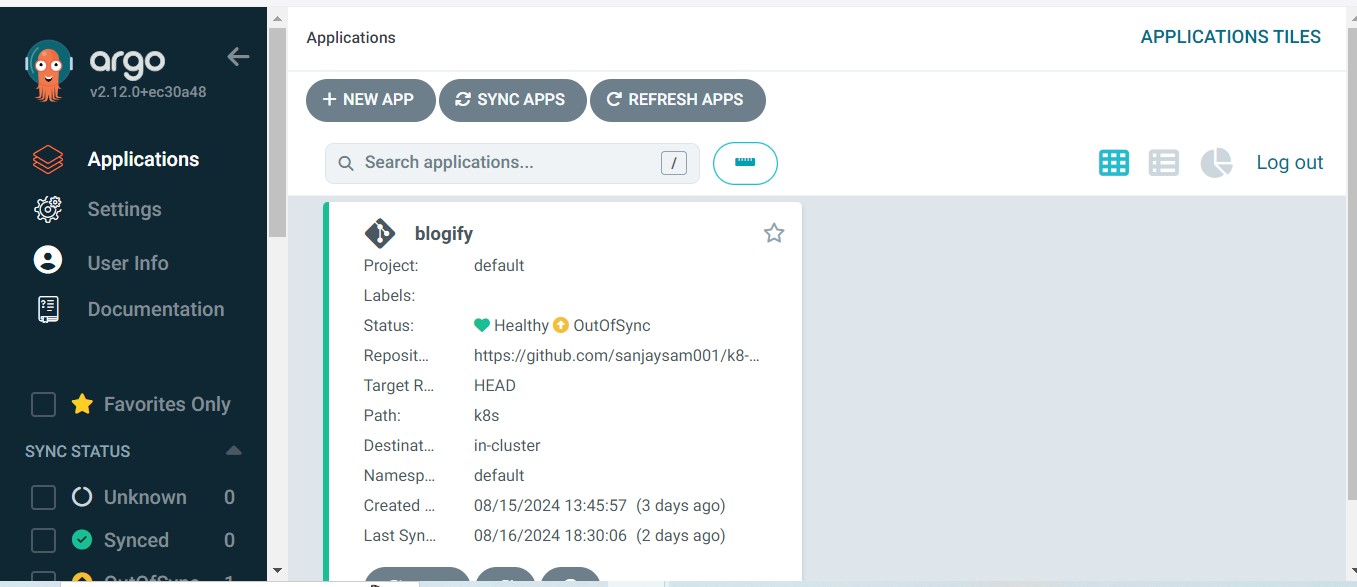 argo
v2.12.0+ec30a48
Applications
Settings
User Info
Documentation
Favorites Only
SYNC STATUS
Unknown 0
Synced 0
OutOfSync 1
Applications
APPLICATIONS TILES
+ NEW APP
SYNC APPS
REFRESH APPS
Search applications... /
Log out
blogify
Project: default
Labels:
Status: Healthy OutOfSync
Reposit... https://github.com/sanjaysam001/k8-...
Target R... HEAD
Path: k8s
Destinat... in-cluster
Namesp... default
Created ... 08/15/2024 13:45:57 (3 days ago)
Last Syn... 08/16/2024 18:30:06 (2 days ago)